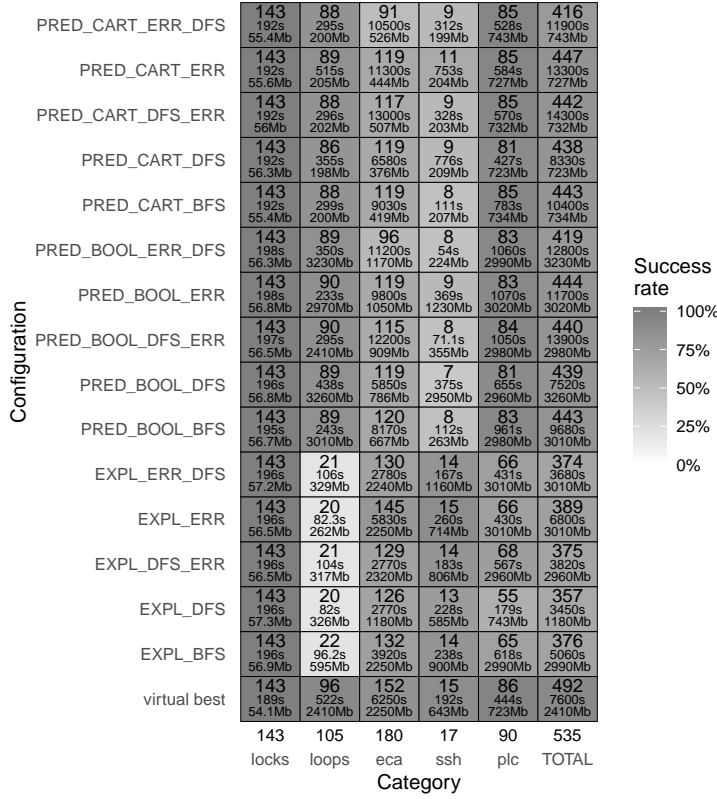 PRED_CART_ERR_DFS 143 88 91 9 85 416
192s 295s 10500s 312s 528s 11900s
55.4Mb 200Mb 526Mb 199Mb 743Mb 743Mb
PRED_CART_ERR 143 89 119 11 85 447
192s 515s 11300s 753s 584s 13300s
55.6Mb 205Mb 444Mb 204Mb 727Mb 727Mb
PRED_CART_DFS_ERR 143 88 117 9 85 442
192s 296s 13000s 328s 570s 14300s
56Mb 202Mb 507Mb 203Mb 732Mb 732Mb
PRED_CART_DFS 143 86 119 9 81 438
192s 355s 6580s 776s 427s 8330s
56.3Mb 198Mb 376Mb 209Mb 723Mb 723Mb
PRED_CART_BFS 143 88 119 8 85 443
192s 299s 9030s 111s 783s 10400s
55.4Mb 200Mb 419Mb 207Mb 734Mb 734Mb
PRED_BOOL_ERR_DFS 143 89 96 8 83 419
198s 350s 11200s 54s 1060s 12800s
56.3Mb 3230Mb 1170Mb 224Mb 2990Mb 3230Mb
PRED_BOOL_ERR 143 90 119 9 83 444
198s 233s 9800s 369s 1070s 11700s
56.8Mb 2970Mb 1050Mb 1230Mb 3020Mb 3020Mb
PRED_BOOL_DFS_ERR 143 90 115 8 84 440
197s 295s 12200s 71.1s 1050s 13900s
56.5Mb 2410Mb 909Mb 355Mb 2980Mb 2980Mb
PRED_BOOL_DFS 143 89 119 7 81 439
196s 438s 5850s 375s 655s 7520s
56.8Mb 3260Mb 786Mb 2950Mb 2960Mb 3260Mb
PRED_BOOL_BFS 143 89 120 8 83 443
195s 243s 8170s 112s 961s 9680s
56.7Mb 3010Mb 667Mb 263Mb 2980Mb 3010Mb
EXPL_ERR_DFS 143 21 130 14 66 374
196s 106s 2780s 167s 431s 3680s
57.2Mb 329Mb 2240Mb 1160Mb 3010Mb 3010Mb
EXPL_ERR 143 20 145 15 66 389
196s 82.3s 5830s 260s 430s 6800s
56.5Mb 262Mb 2250Mb 714Mb 3010Mb 3010Mb
EXPL_DFS_ERR 143 21 129 14 68 375
196s 104s 2770s 183s 567s 3820s
56.5Mb 317Mb 2320Mb 806Mb 2960Mb 2960Mb
EXPL_DFS 143 20 126 13 55 357
196s 82s 2770s 228s 179s 3450s
57.3Mb 326Mb 1180Mb 585Mb 743Mb 1180Mb
EXPL_BFS 143 22 132 14 65 376
196s 96.2s 3920s 238s 618s 5060s
56.9Mb 595Mb 2250Mb 900Mb 2990Mb 2990Mb
virtual best 143 96 152 15 86 492
189s 522s 6250s 192s 444s 7600s
54.1Mb 2410Mb 2250Mb 643Mb 723Mb 2410Mb
143 105 180 17 90 535
locks loops eca ssh plc TOTAL
Category
Configuration
Success
rate
100%
75%
50%
25%
0%